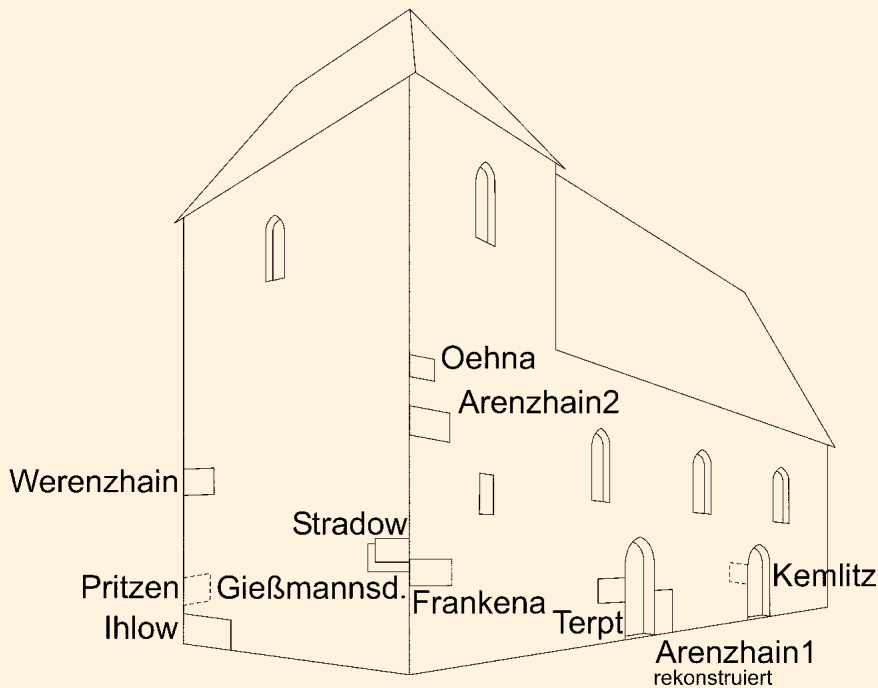 Oehna
Arenzhain2
Werenzhain
Stradow
Pritzen
Gießmannsd.
Frankena
Kemlitz
Ihlow
Terpt
Arenzhain1
rekonstruiert